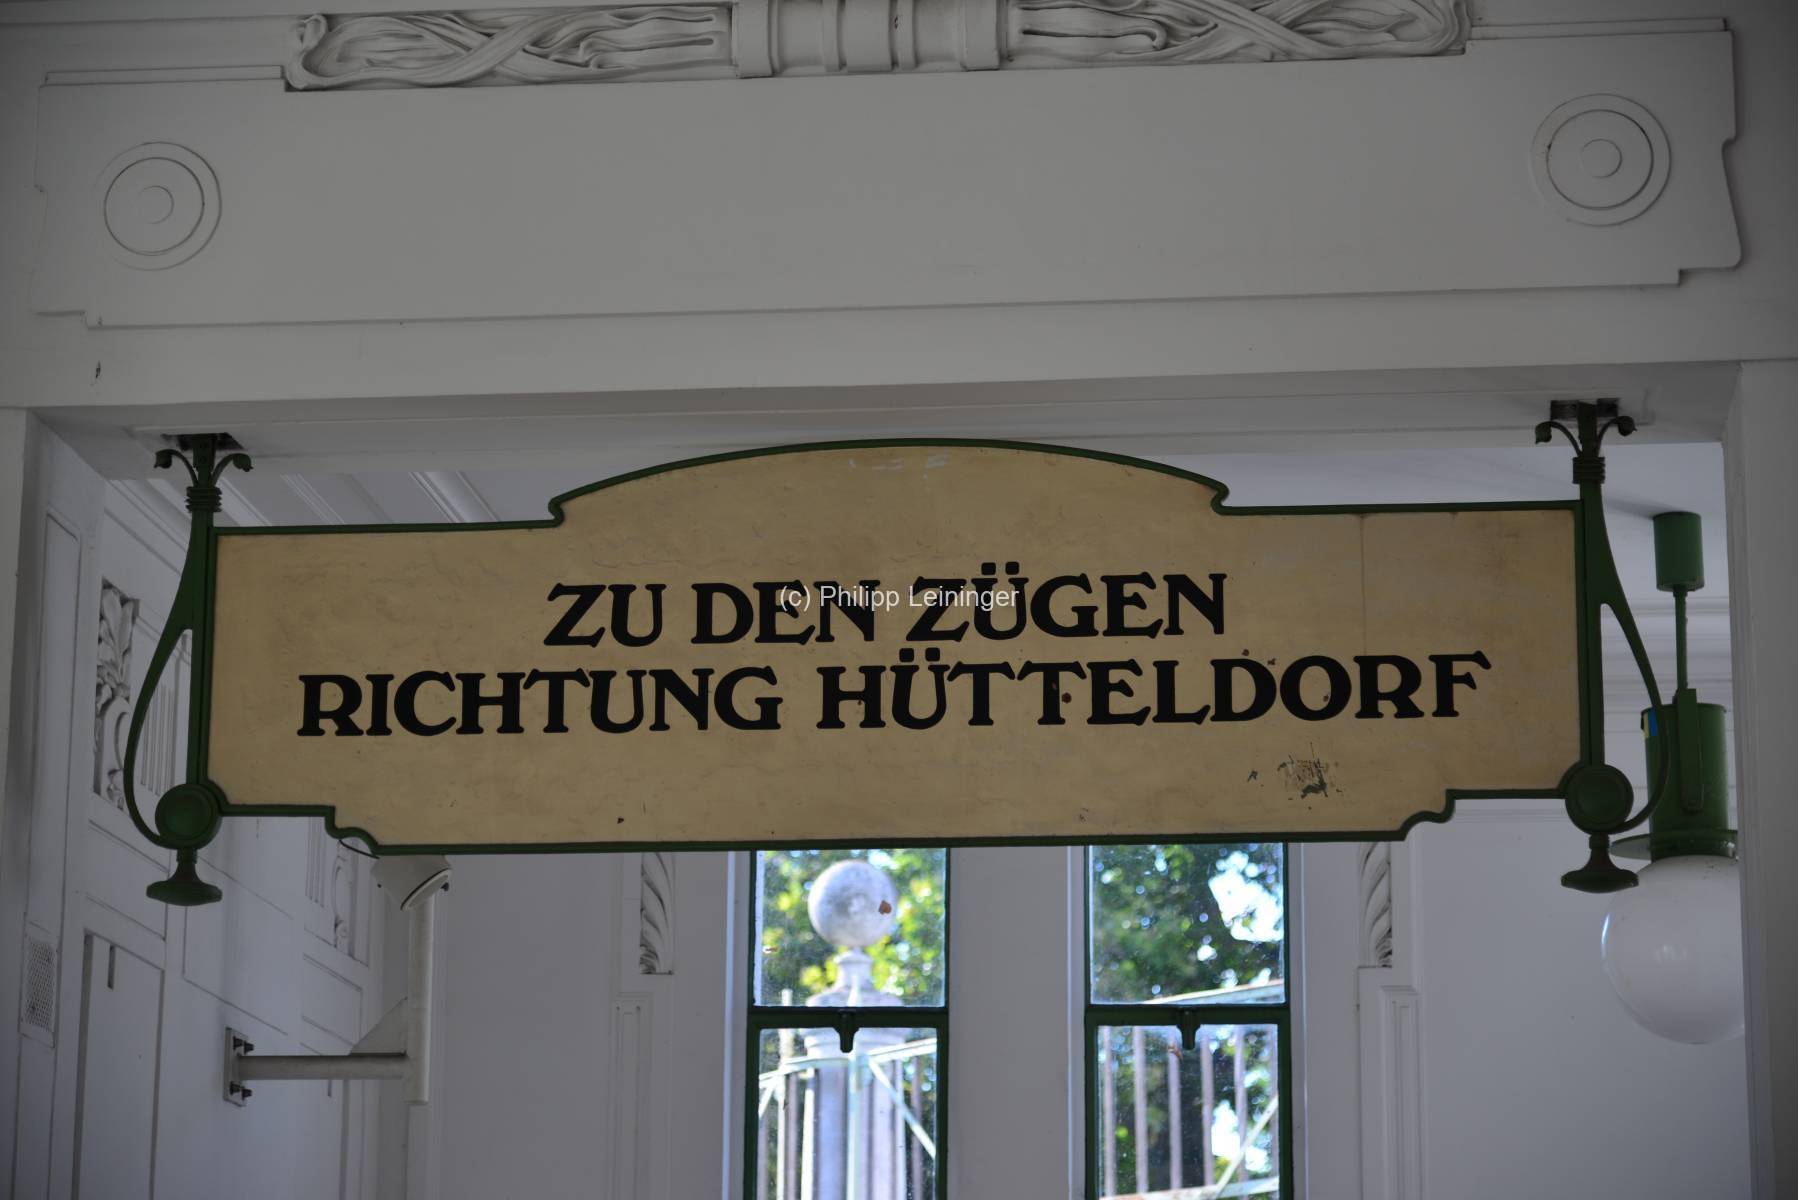 ZU DEN ZÜGEN
RICHTUNG HÜTTELDORF
(c) Philipp Leininger